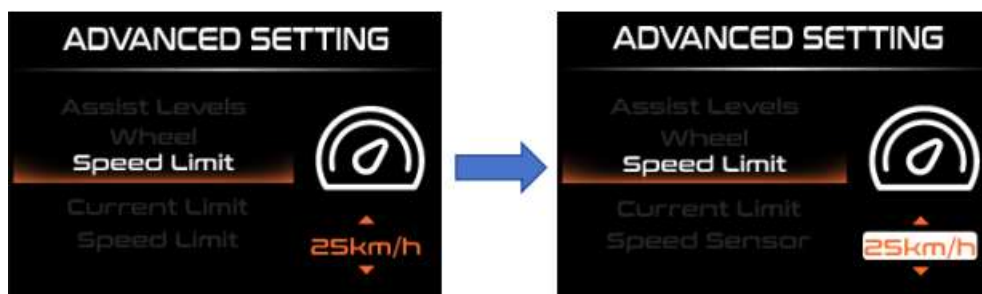 ADVANCED SETTING
Assist Levels
Wheel
Speed Limit
Current Limit
Speed Limit
25km/h
ADVANCED SETTING
Assist Levels
Wheel
Speed Limit
Current Limit
Speed Sensor
25km/h